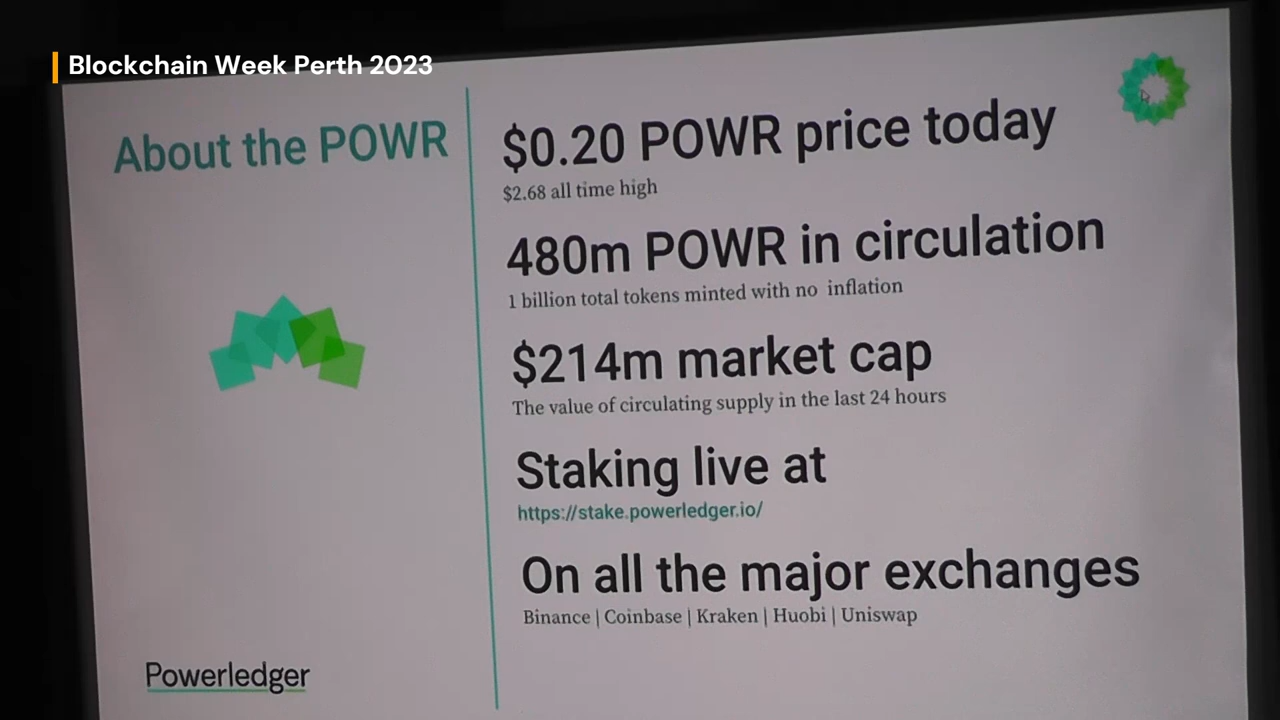 Blockchain Week Perth 2023
About the POWR
$0.20 POWR price today
$2.68 all time high
480m POWR in circulation
1 billion total tokens minted with no inflation
$214m market cap
The value of circulating supply in the last 24 hours
Staking live at
https://stake.powerledger.io/
On all the major exchanges
Binance | Coinbase | Kraken | Huobi | Uniswap
Powerledger